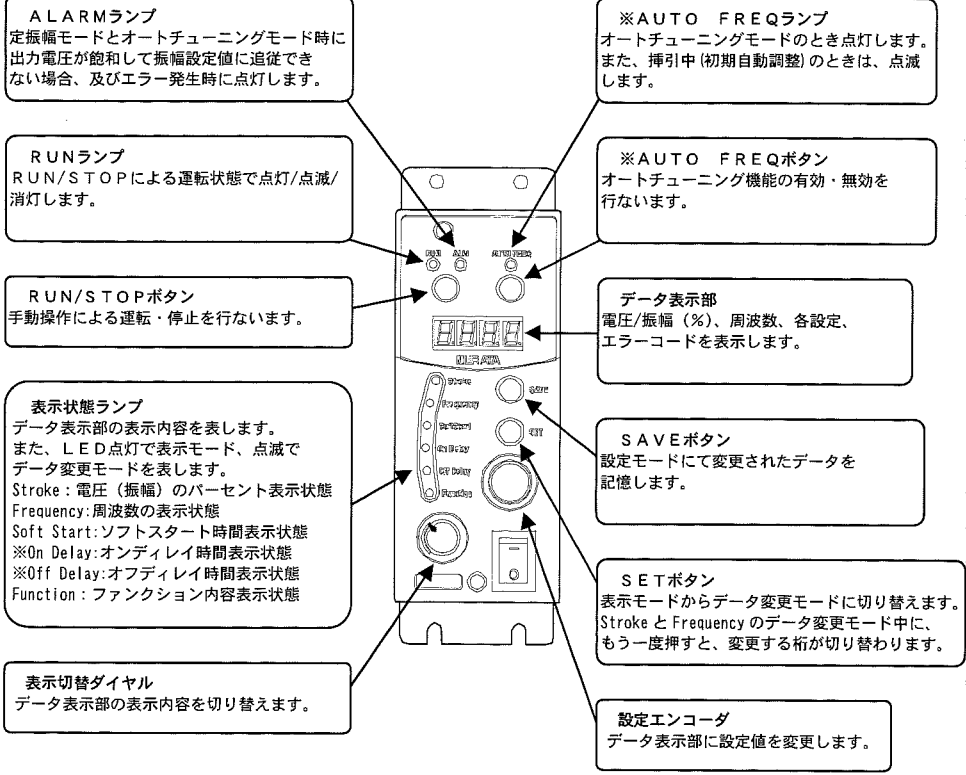 ALARMランプ
定振幅モードとオートチューニングモード時に
出力電圧が飽和して振幅設定値に追従でき
ない場合、及びエラー発生時に点灯します。
RUNランプ
RUN/STOPによる運転状態で点灯/点滅/
消灯します。
RUN/STOPボタン
手動操作による運転・停止を行ないます。
表示状態ランプ
データ表示部の表示内容を表します。
また、LED点灯で表示モード、点滅で
データ変更モードを表します。
Stroke:電圧(振幅)のパーセント表示状態
Frequency:周波数の表示状態
Soft Start:ソフトスタート時間表示状態
※On Delay:オンディレイ時間表示状態
※Off Delay:オフディレイ時間表示状態
Function:ファンクション内容表示状態
表示切替ダイヤル
データ表示部の表示内容を切り替えます。
RUN
ALM
AUTO FREQ
8888
MURATA
Stroke
Frequency
Soft Start
On Delay
Off Delay
Function
SAVE
SET
※AUTO FREQランプ
オートチューニングモードのとき点灯します。
また、挿引中(初期自動調整)のときは、点滅
します。
※AUTO FREQボタン
オートチューニング機能の有効・無効を
行ないます。
データ表示部
電圧/振幅(%)、周波数、各設定、
エラーコードを表示します。
SAVEボタン
設定モードにて変更されたデータを
記憶します。
SETボタン
表示モードからデータ変更モードに切り替えます。
StrokeとFrequencyのデータ変更モード中に、
もう一度押すと、変更する桁が切り替わります。
設定エンコーダ
データ表示部に設定値を変更します。